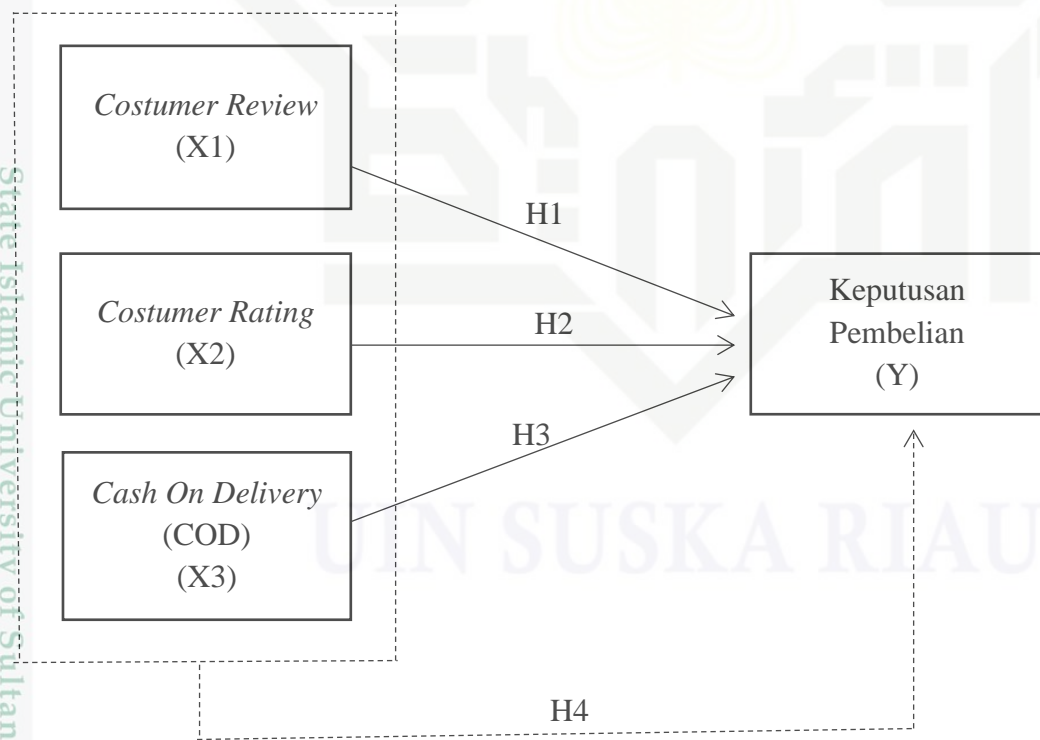 Costumer Review
(X1)
H1
Costumer Rating
(X2)
H2
Keputusan
Pembelian
(Y)
Cash On Delivery
(COD)
(X3)
H3
H4
UIN SUSKA RIAU
State Islamic University of Sultan